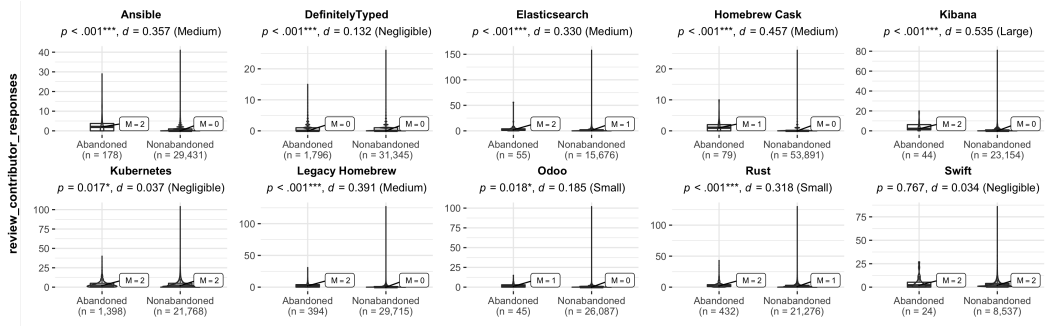 review_contributor_responses
Ansible
p < .001***, d = 0.357 (Medium)
40
30
20
10
0
M = 2
M = 0
Abandoned
(n = 178)
Nonabandoned
(n = 29,431)
DefinitelyTyped
p < .001***, d = 0.132 (Negligible)
20
10
0
M = 0
M = 0
Abandoned
(n = 1,796)
Nonabandoned
(n = 31,345)
Elasticsearch
p < .001***, d = 0.330 (Medium)
150
100
50
0
M = 2
M = 1
Abandoned
(n = 55)
Nonabandoned
(n = 15,676)
Homebrew Cask
p < .001***, d = 0.457 (Medium)
20
10
0
M = 1
M = 0
Abandoned
(n = 79)
Nonabandoned
(n = 53,891)
Kibana
p < .001***, d = 0.535 (Large)
80
60
40
20
0
M = 2
M = 0
Abandoned
(n = 44)
Nonabandoned
(n = 23,154)
Kubernetes
p = 0.017*, d = 0.037 (Negligible)
100
75
50
25
0
M = 2
M = 2
Abandoned
(n = 1,398)
Nonabandoned
(n = 21,768)
Legacy Homebrew
p < .001***, d = 0.391 (Medium)
100
50
0
M = 2
M = 0
Abandoned
(n = 394)
Nonabandoned
(n = 29,715)
Odoo
p = 0.018*, d = 0.185 (Small)
100
75
50
25
0
M = 1
M = 0
Abandoned
(n = 45)
Nonabandoned
(n = 26,087)
Rust
p < .001***, d = 0.318 (Small)
100
50
0
M = 2
M = 1
Abandoned
(n = 432)
Nonabandoned
(n = 21,276)
Swift
p = 0.767, d = 0.034 (Negligible)
75
50
25
0
M = 2
M = 2
Abandoned
(n = 24)
Nonabandoned
(n = 8,537)